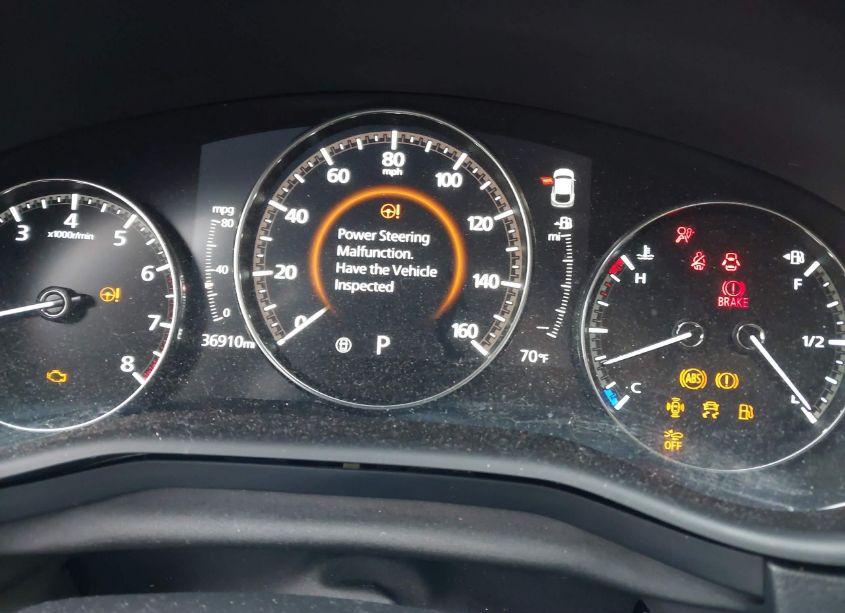 3
4
5
6
7
8
x1000r/min
mpg
80
40
0
36910mi
0
20
40
60
80
mph
100
120
140
160
Power Steering
Malfunction.
Have the Vehicle
Inspected
P
mi
--
70°F
H
C
BRAKE
ABS
OFF
F
1/2
E